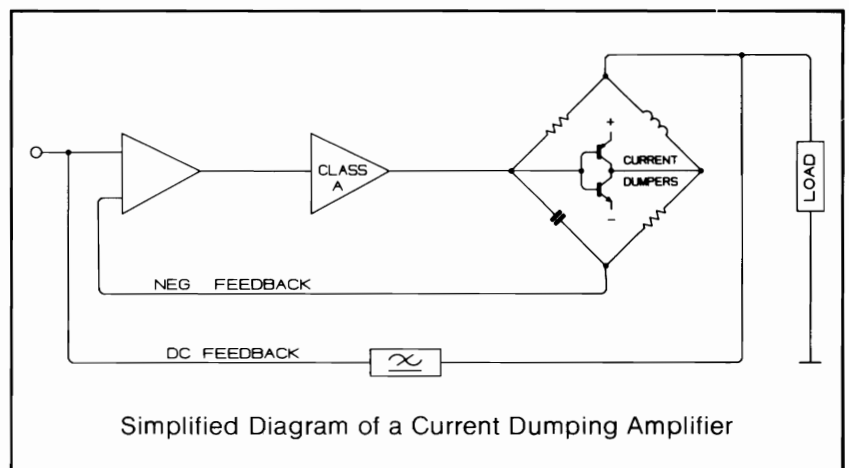 CLASS
A
+
CURRENT
DUMPERS
−
LOAD
NEG FEEDBACK
DC FEEDBACK
Simplified Diagram of a Current Dumping Amplifier